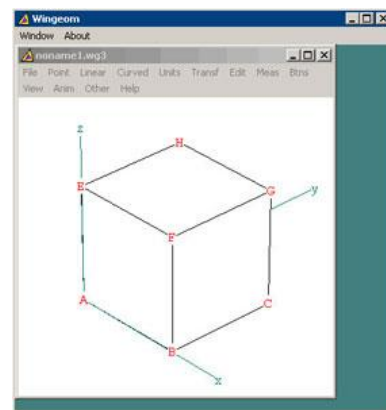 Wingeom
Window About
noname1.wg3
File Point Linear Curved Units Transf Edit Meas Btns
View Anim Other Help
z
H
E
G
y
F
A
C
B
x